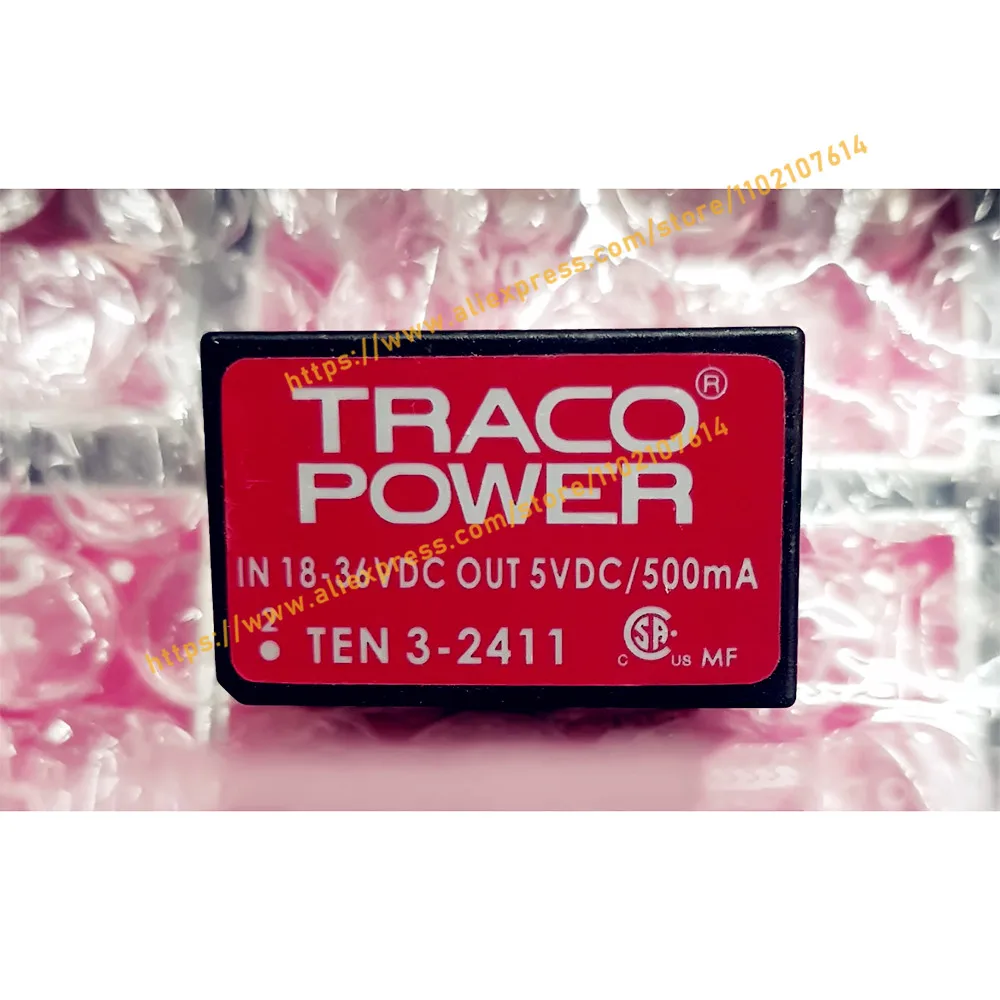 https://www.aliexpress.com/store/1102107614
TRACO®
POWER
https://www.aliexpress.com/store/1102107614
IN 18-36VDC OUT 5VDC/500mA
2
TEN 3-2411
C SA US MF